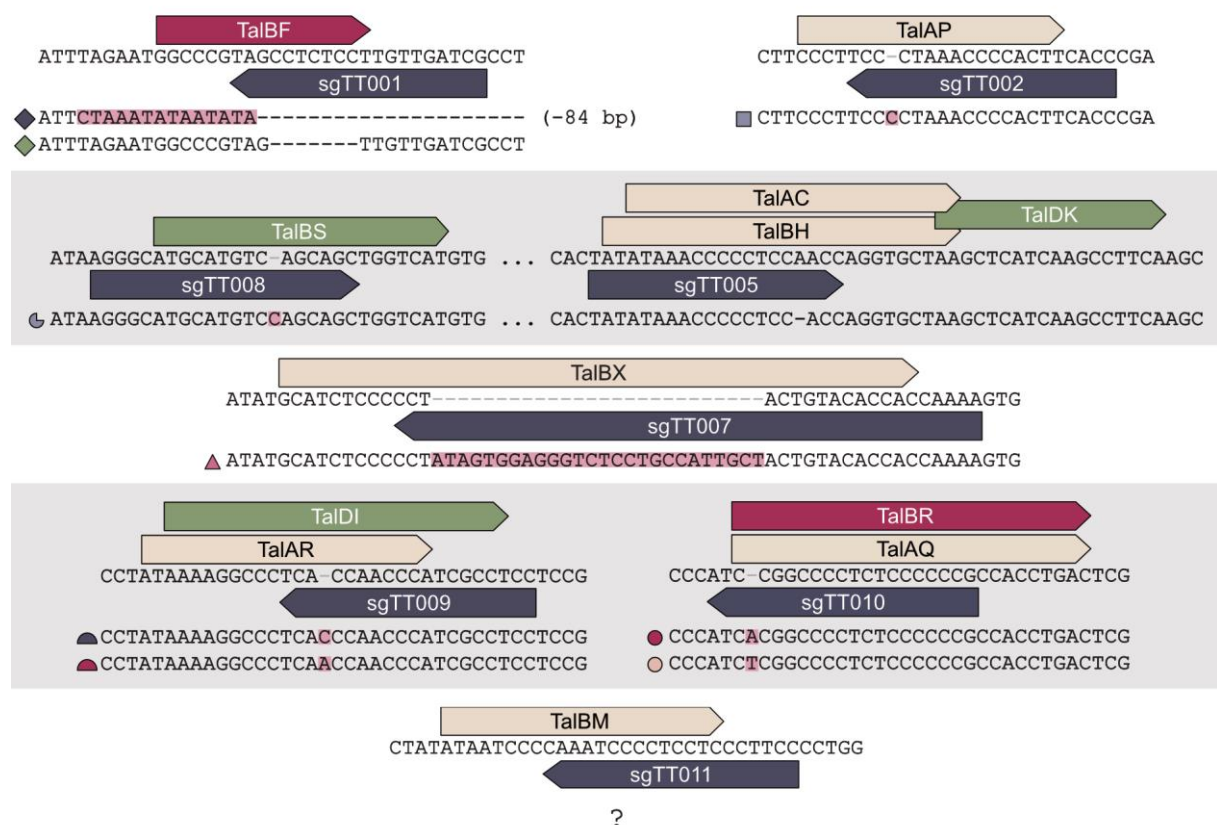 TalBF
ATTTAGAATGGCCCGTAGCCTCTCCTTGTTGATCGCCT
sgTT001
ATTCTAAATATAATATA--------------------- (-84 bp)
ATTTAGAATGGCCCGTAG-------TTGTTGATCGCCT
TalAP
CTTCCCTTCC-CTAAACCCCACTTCACCCGA
sgTT002
CTTCCCTTCCCCTAAACCCCACTTCACCCGA
TalAC
TalBS TalBH TalDK
ATAAGGGCATGCATGTC-AGCAGCTGGTCATGTG ... CACTATATAAACCCCCTCCAACCAGGTGCTAAGCTCATCAAGCCTTCAAGC
sgTT008 sgTT005
ATAAGGGCATGCATGTCCAGCAGCTGGTCATGTG ... CACTATATAAACCCCCTCC-ACCAGGTGCTAAGCTCATCAAGCCTTCAAGC
TalBX
ATATGCATCTCCCCCT--------------------------ACTGTACACCACCAAAAGTG
sgTT007
ATATGCATCTCCCCCTATAGTGGAGGGTCTCCTGCCATTGCTACTGTACACCACCAAAAGTG
TalDI
TalAR
CCTATAAAAGGCCCTCA-CCAACCCATCGCCTCCTCCG
sgTT009
CCTATAAAAGGCCCTCACCCAACCCATCGCCTCCTCCG
CCTATAAAAGGCCCTCAACCAACCCATCGCCTCCTCCG
TalBR
TalAQ
CCCATC-CGGCCCCTCTCCCCCCGCCACCTGACTCG
sgTT010
CCCATCACGGCCCCTCTCCCCCCGCCACCTGACTCG
CCCATCTCGGCCCCTCTCCCCCCGCCACCTGACTCG
TalBM
CTATATAATCCCCAAATCCCCTCCTCCCTTCCCCTGG
sgTT011
?